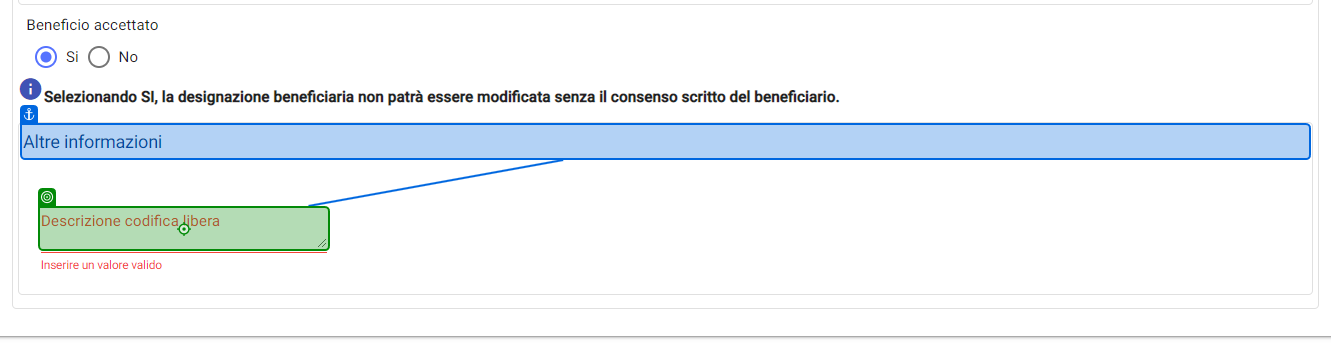 Beneficio accettato
Si No
Selezionando SI, la designazione beneficiaria non patrà essere modificata senza il consenso scritto del beneficiario.
Altre informazioni
Descrizione codifica libera
Inserire un valore valido